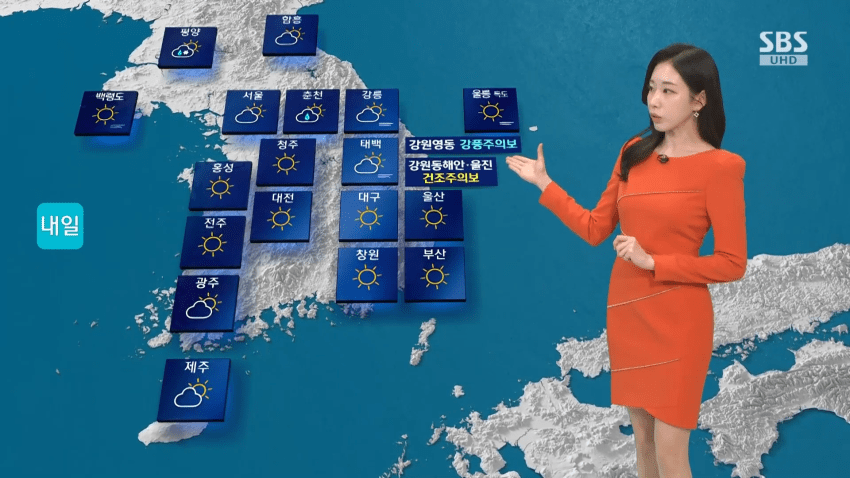 평양
함흥
SBS
UHD
백령도
서울
춘천
강릉
울릉 독도
청주
태백
강원영동 강풍주의보
강원동해안·울진
건조주의보
홍성
대전
대구
울산
내일
전주
창원
부산
광주
제주